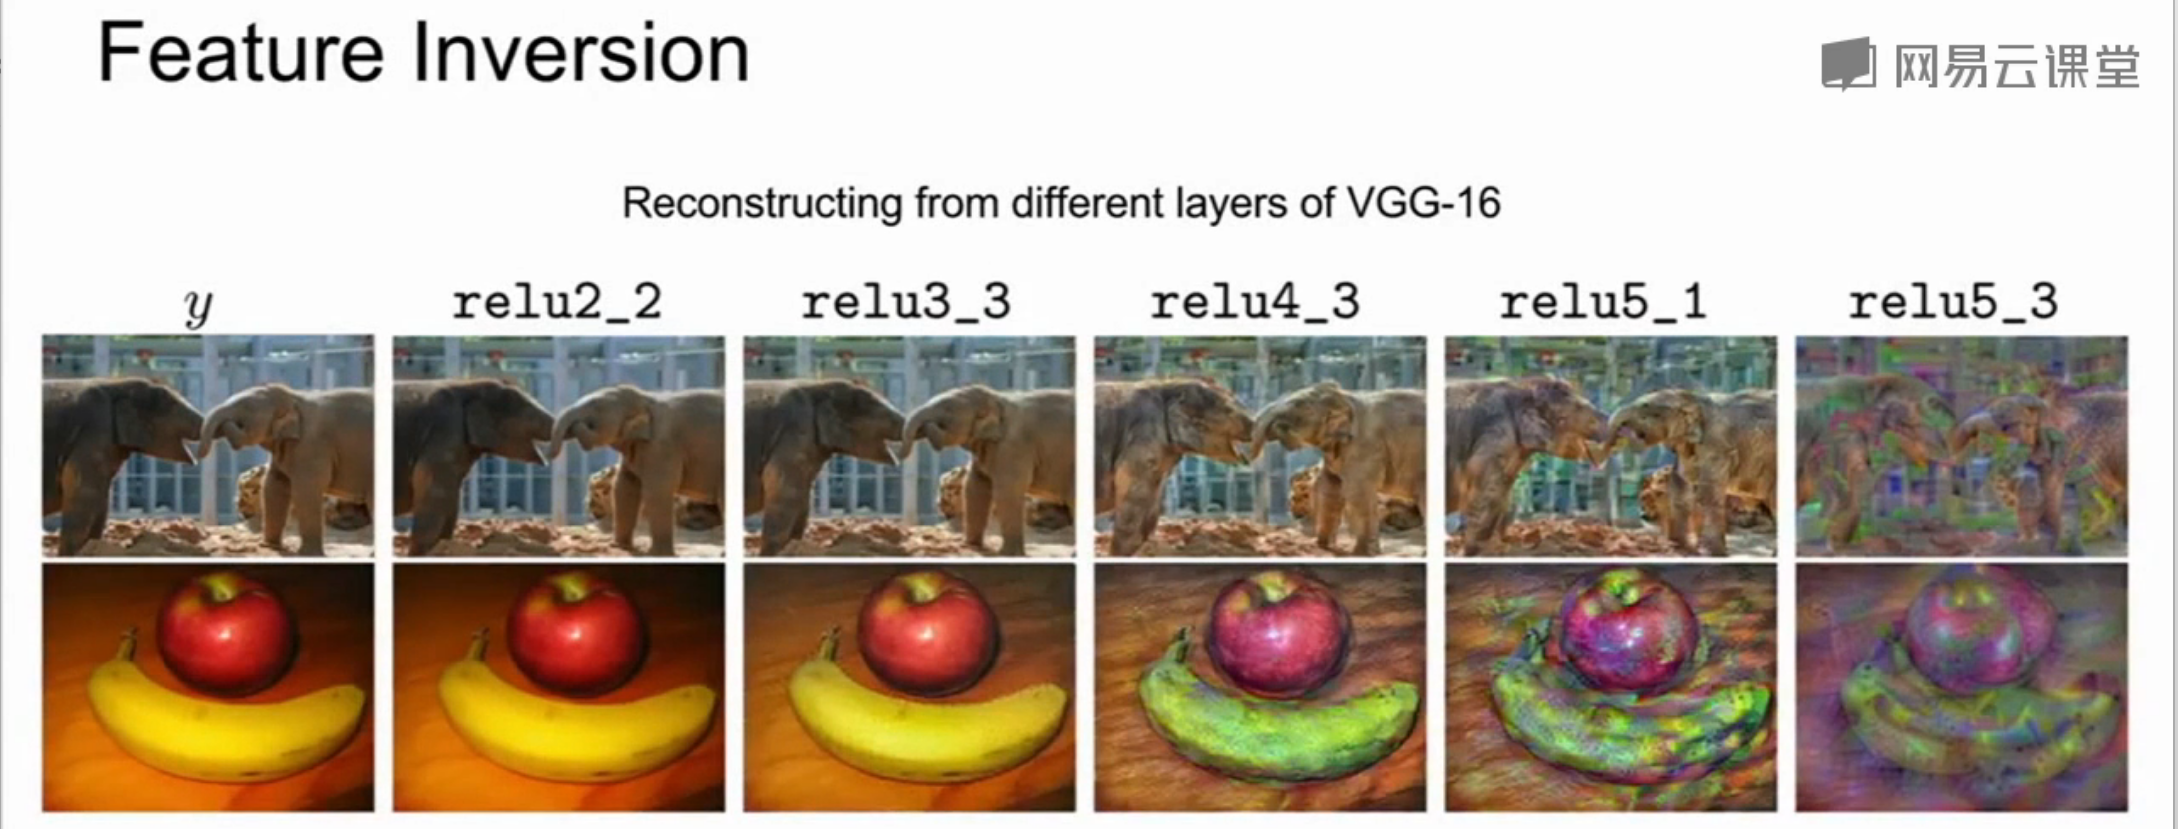 Feature Inversion
网易云课堂
Reconstructing from different layers of VGG-16
y relu2_2 relu3_3 relu4_3 relu5_1 relu5_3